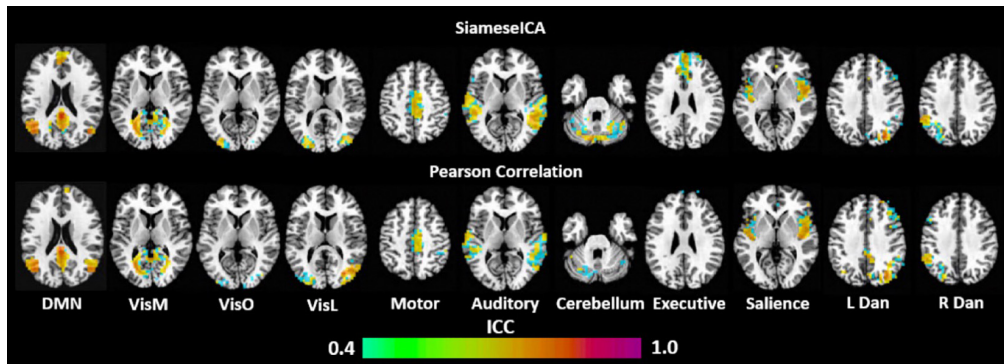 SiameseICA
Pearson Correlation
DMN VisM VisO VisL Motor Auditory Cerebellum Executive Salience L Dan R Dan
ICC
0.4 1.0